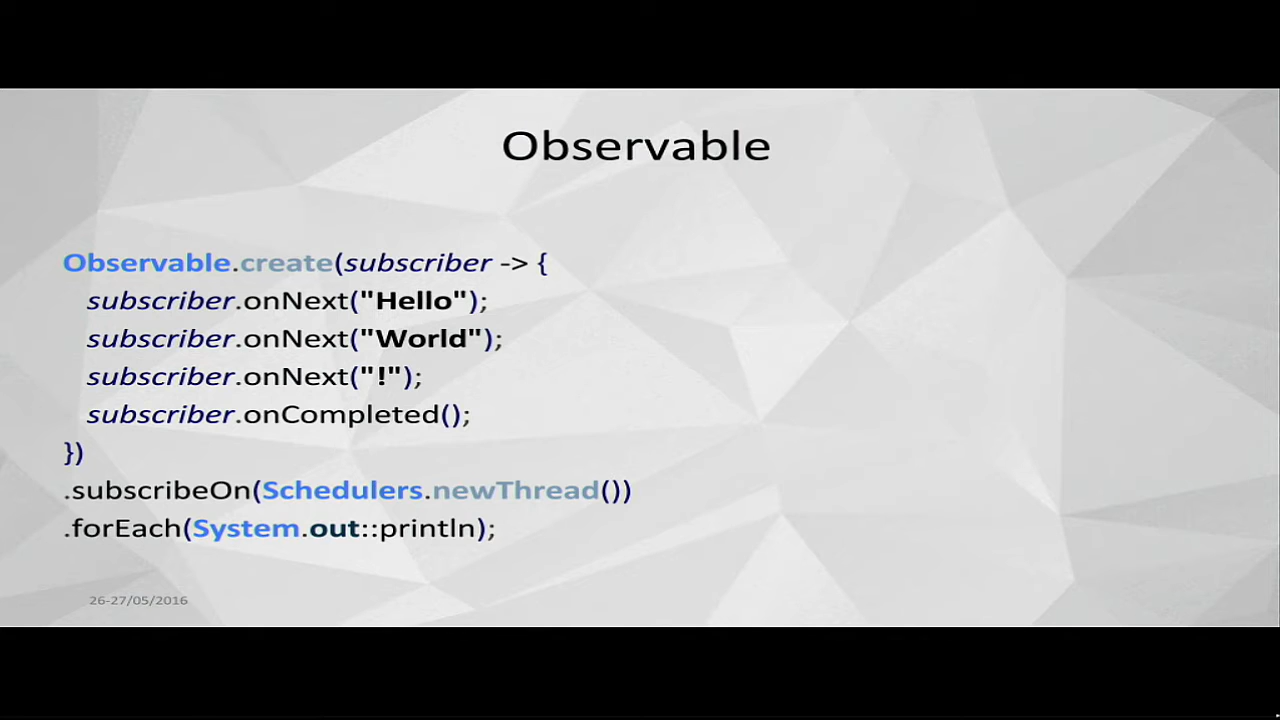 Observable
Observable.create(subscriber -> {
subscriber.onNext("Hello");
subscriber.onNext("World");
subscriber.onNext("!");
subscriber.onCompleted();
})
.subscribeOn(Schedulers.newThread())
.forEach(System.out::println);
26-27/05/2016